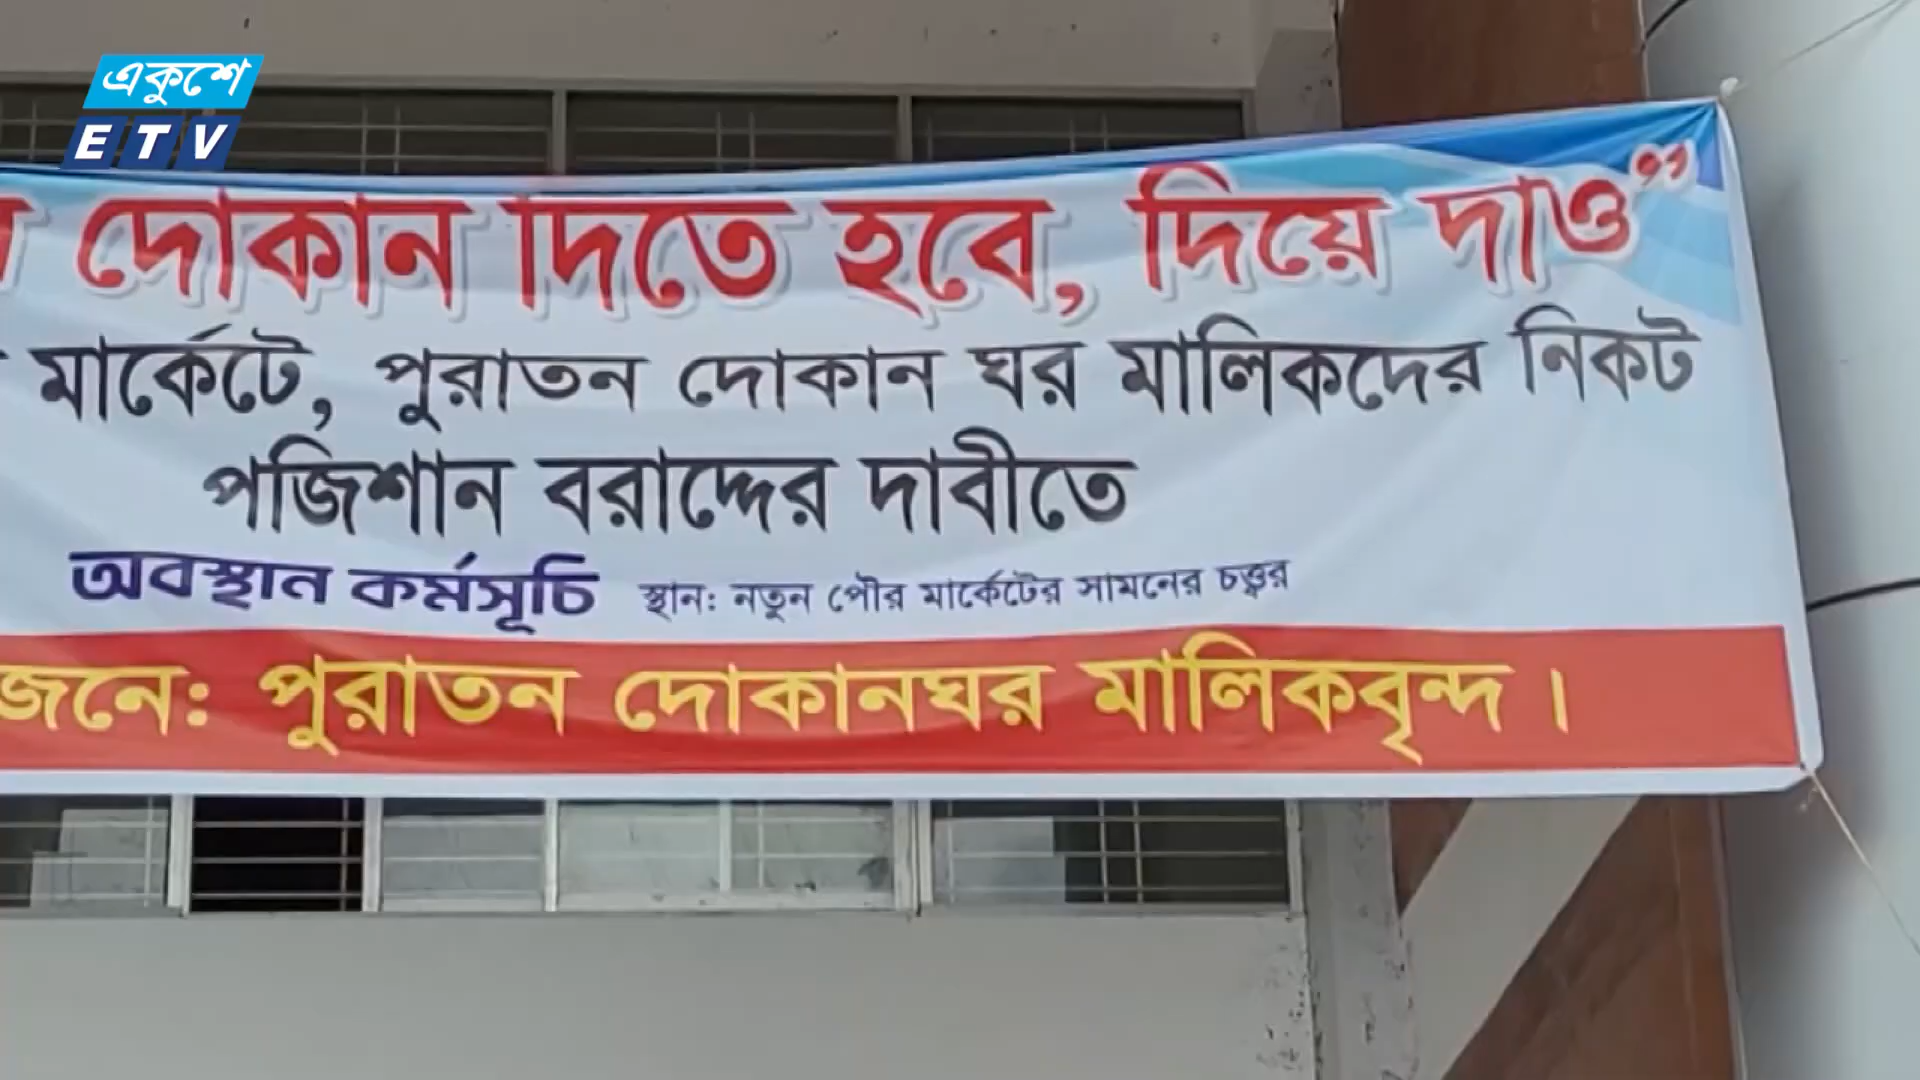 একুশে
ETV
দোকান দিতে হবে, দিয়ে দাও”
মার্কেটে, পুরাতন দোকান ঘর মালিকদের নিকট
পজিশান বরাদ্দের দাবীতে
অবস্থান কর্মসূচি স্থান: নতুন পৌর মার্কেটের সামনের চত্ত্বর
জনে: পুরাতন দোকানঘর মালিকবৃন্দ।